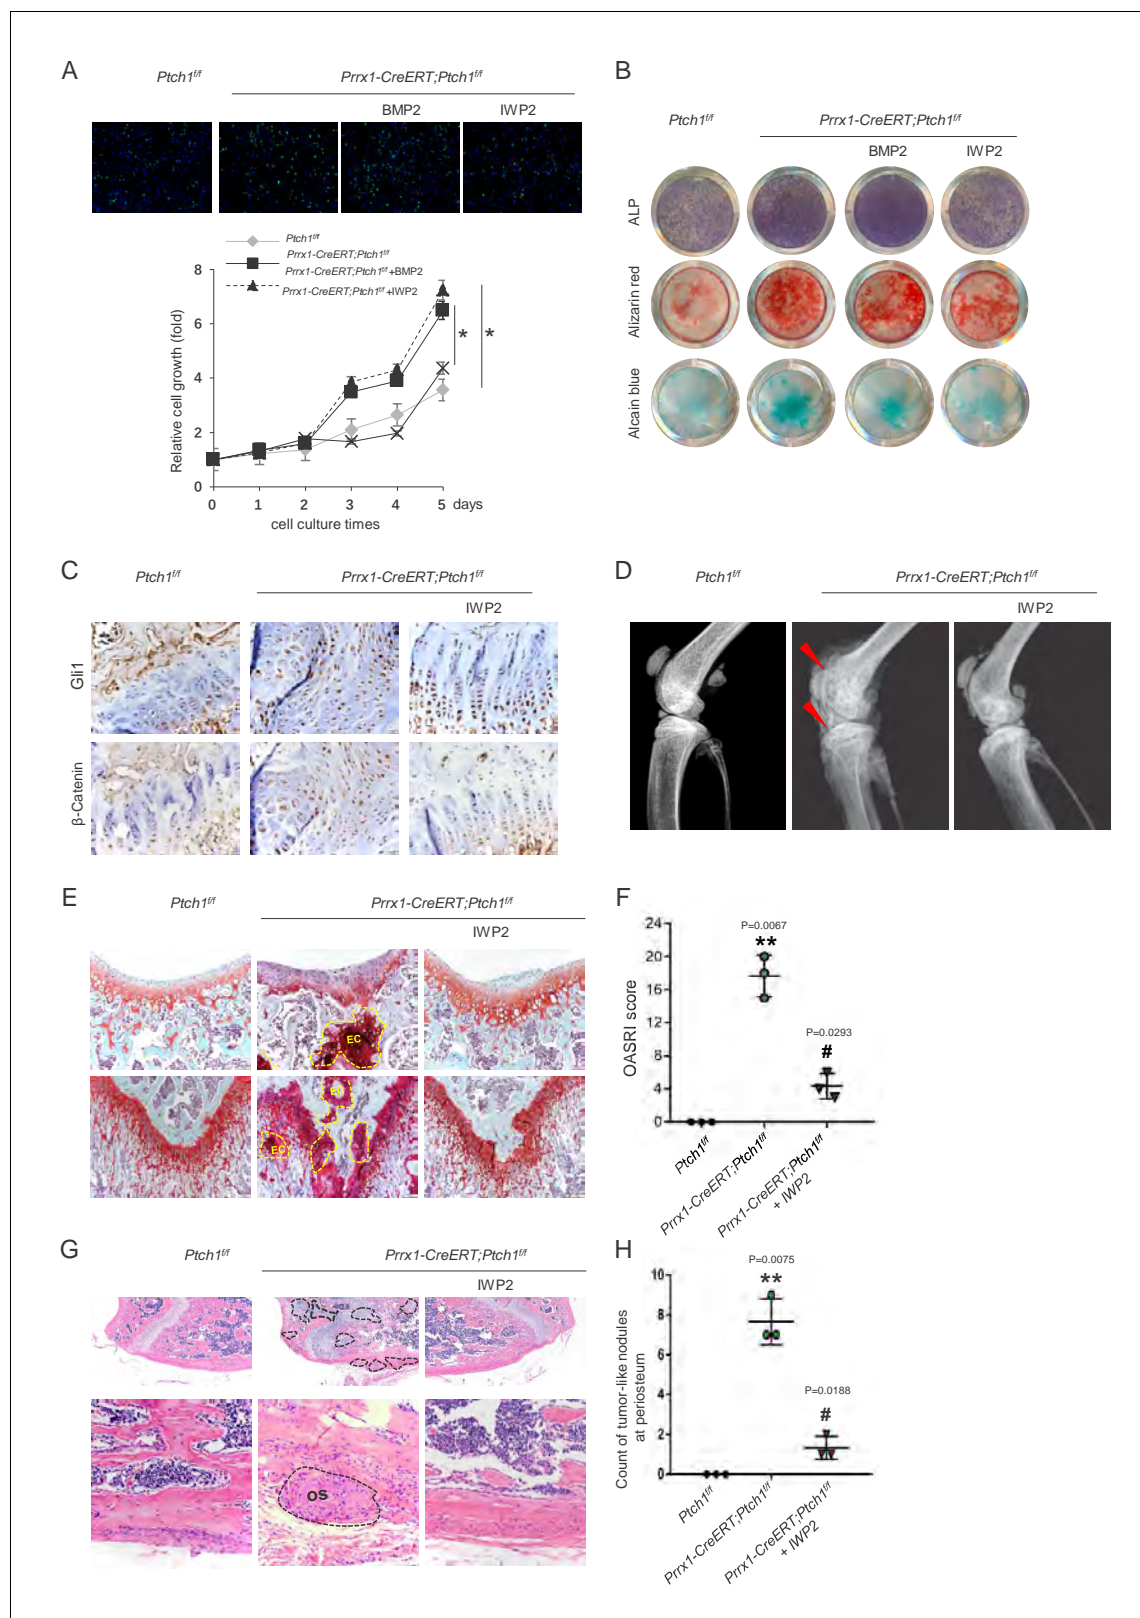 A
Ptch1f/f
Prrx1-CreERT;Ptch1f/f
BMP2
IWP2
Ptch1f/f
Prrx1-CreERT;Ptch1f/f
Prrx1-CreERT;Ptch1f/f +BMP2
Prrx1-CreERT;Ptch1f/f +IWP2
Relative cell growth (fold)
8
6
4
2
0
*
*
0 1 2 3 4 5 days
cell culture times
B
Ptch1f/f
Prrx1-CreERT;Ptch1f/f
BMP2
IWP2
ALP
Alizarin red
Alcain blue
C
Ptch1f/f
Prrx1-CreERT;Ptch1f/f
IWP2
Gli1
β-Catenin
D
Ptch1f/f
Prrx1-CreERT;Ptch1f/f
IWP2
E
Ptch1f/f
Prrx1-CreERT;Ptch1f/f
IWP2
EC
EC
EC
F
OASRI score
24
20
16
12
8
4
0
P=0.0067
**
P=0.0293
#
Ptch1f/f
Prrx1-CreERT;Ptch1f/f
Prrx1-CreERT;Ptch1f/f
+ IWP2
G
Ptch1f/f
Prrx1-CreERT;Ptch1f/f
IWP2
OS
H
Count of tumor-like nodules
at periosteum
10
8
6
4
2
0
P=0.0075
**
P=0.0188
#
Ptch1f/f
Prrx1-CreERT;Ptch1f/f
Prrx1-CreERT;Ptch1f/f
+ IWP2